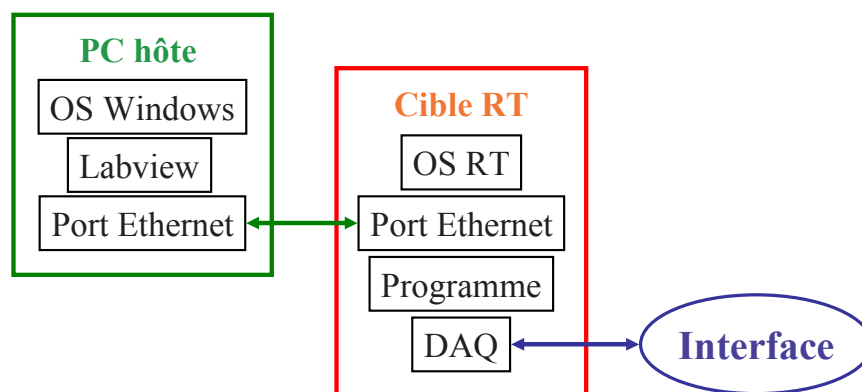 PC hôte
OS Windows
Labview
Port Ethernet
Cible RT
OS RT
Port Ethernet
Programme
DAQ
Interface